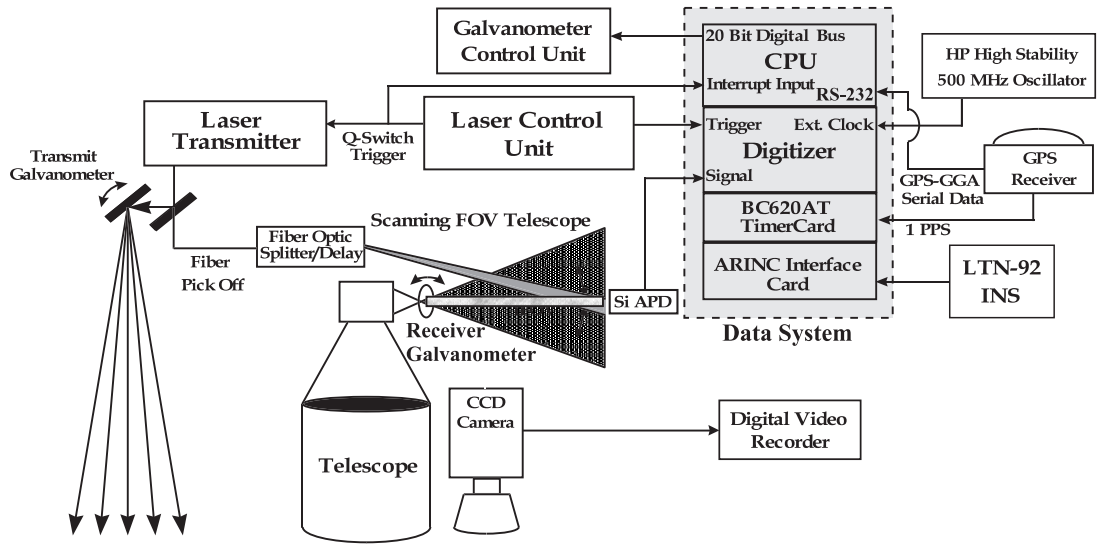 Galvanometer
Control Unit
20 Bit Digital Bus
CPU
Interrupt Input
RS-232
HP High Stability
500 MHz Oscillator
Laser
Transmitter
Q-Switch
Trigger
Laser Control
Unit
Trigger
Ext. Clock
Digitizer
Signal
GPS
Receiver
GPS-GGA
Serial Data
Transmit
Galvanometer
BC620AT
TimerCard
1 PPS
Scanning FOV Telescope
Fiber Optic
Splitter/Delay
Fiber
Pick Off
ARINC Interface
Card
LTN-92
INS
Si APD
Data System
Receiver
Galvanometer
CCD
Camera
Digital Video
Recorder
Telescope